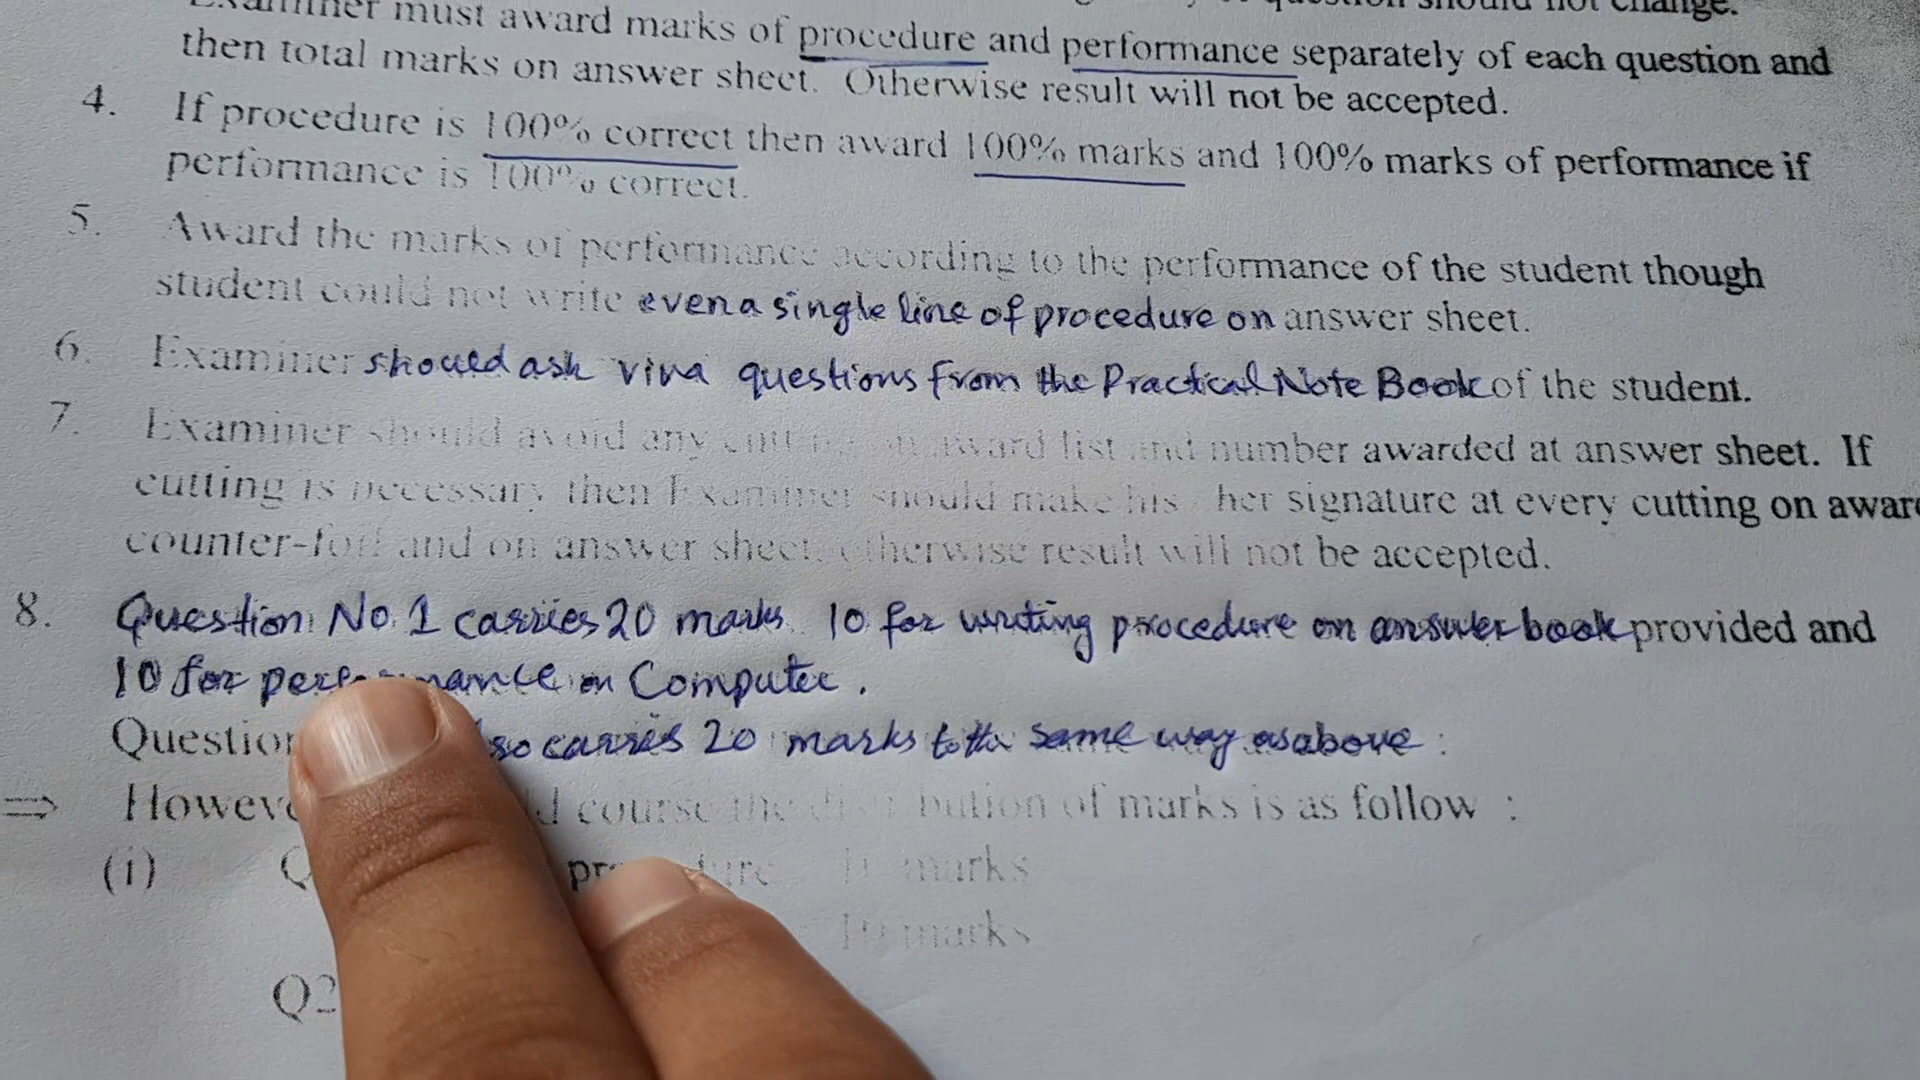 must award marks of procedure and performance separately of each question and
then total marks on answer sheet. Otherwise result will not be accepted.
4. If procedure is 100% correct then award 100% marks and 100% marks of performance if
performance is 100% correct.
5. Award the marks of performance according to the performance of the student though
student could not write even a single line of procedure on answer sheet.
6. Examiner should ask viva questions from the Practical Note Book of the student.
7. Examiner should avoid any cutting on award list and number awarded at answer sheet. If
cutting is necessary then Examiner should make his her signature at every cutting on
counter-foil and on answer sheet, otherwise result will not be accepted.
8. Question No. 1 carries 20 marks 10 for writing procedure on answer book provided and
10 for performance on Computer.
Question so carries 20 marks same way as above :
⇒ course the distribution of marks is as follow :
(i) marks
10 marks
Q2